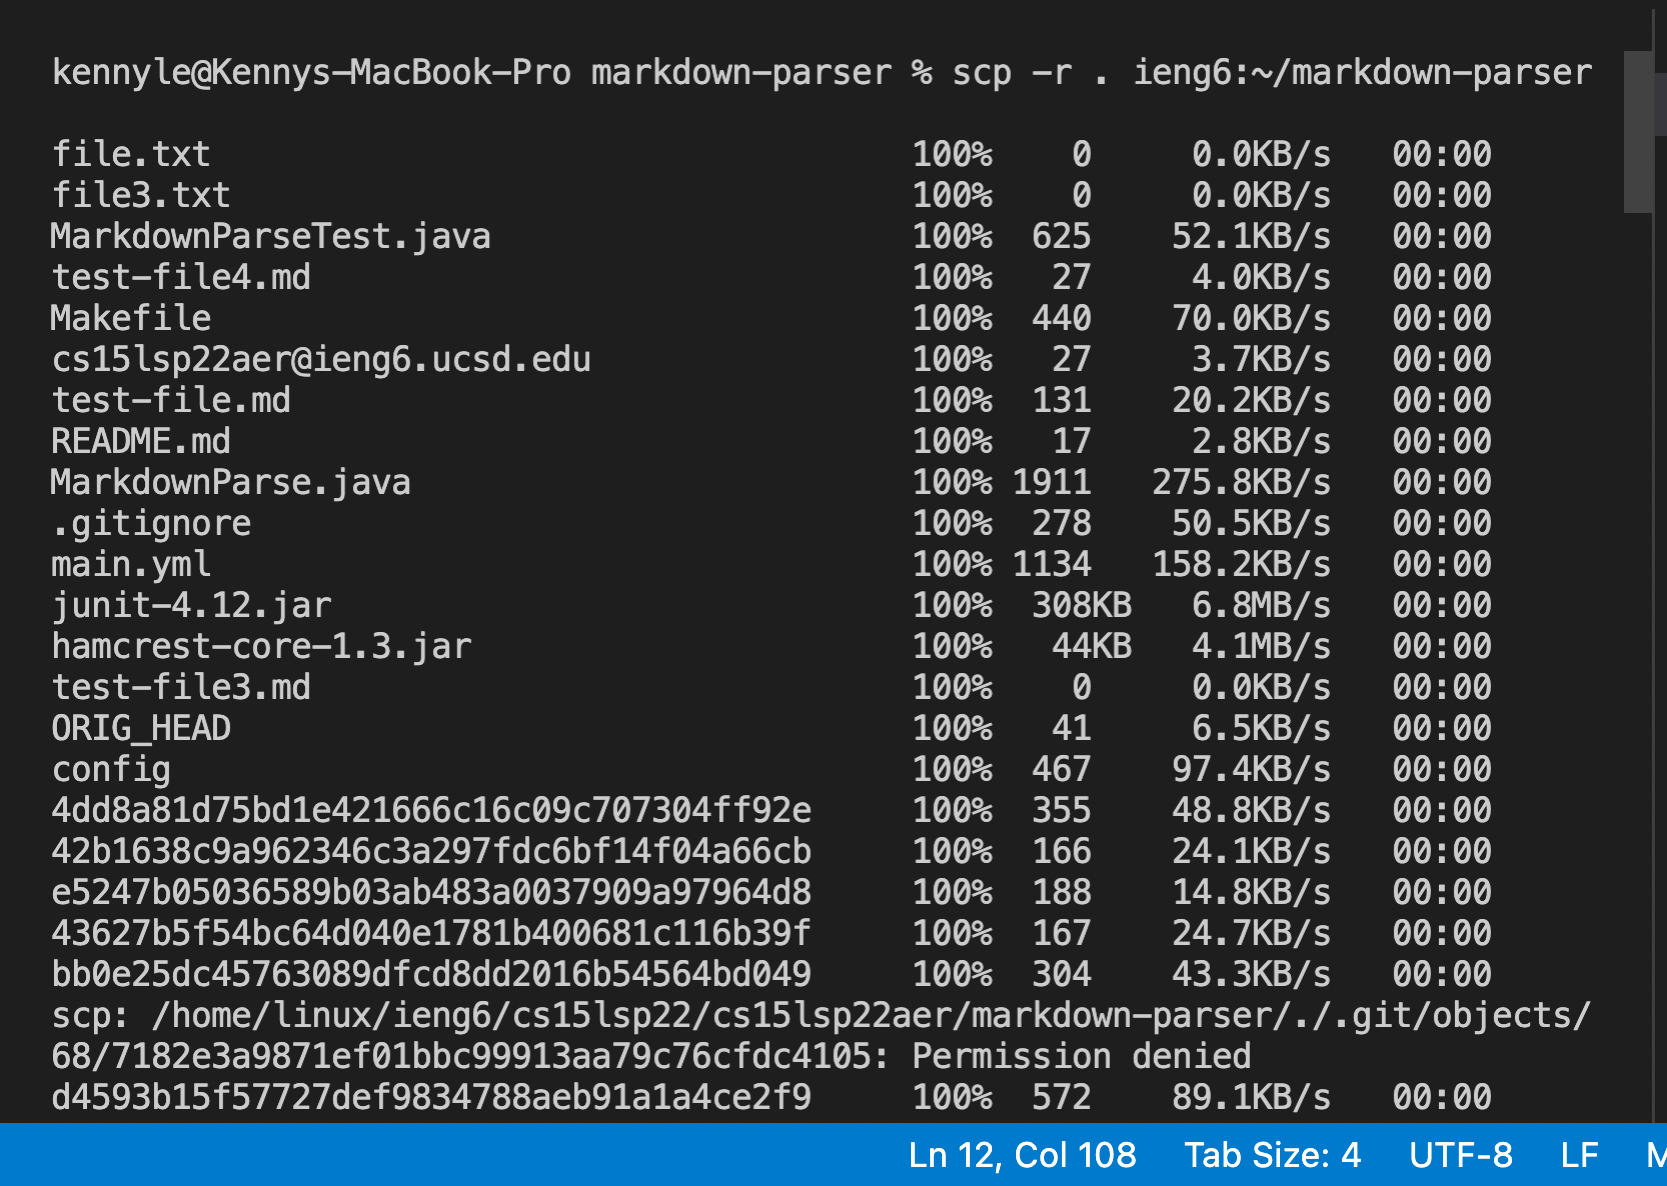 kennyle@Kennys-MacBook-Pro markdown-parser % scp -r . ieng6:~/markdown-parser
file.txt 100% 0 0.0KB/s 00:00
file3.txt 100% 0 0.0KB/s 00:00
MarkdownParseTest.java 100% 625 52.1KB/s 00:00
test-file4.md 100% 27 4.0KB/s 00:00
Makefile 100% 440 70.0KB/s 00:00
cs15lsp22aer@ieng6.ucsd.edu 100% 27 3.7KB/s 00:00
test-file.md 100% 131 20.2KB/s 00:00
README.md 100% 17 2.8KB/s 00:00
MarkdownParse.java 100% 1911 275.8KB/s 00:00
.gitignore 100% 278 50.5KB/s 00:00
main.yml 100% 1134 158.2KB/s 00:00
junit-4.12.jar 100% 308KB 6.8MB/s 00:00
hamcrest-core-1.3.jar 100% 44KB 4.1MB/s 00:00
test-file3.md 100% 0 0.0KB/s 00:00
ORIG_HEAD 100% 41 6.5KB/s 00:00
config 100% 467 97.4KB/s 00:00
4dd8a81d75bd1e421666c16c09c707304ff92e 100% 355 48.8KB/s 00:00
42b1638c9a962346c3a297fdc6bf14f04a66cb 100% 166 24.1KB/s 00:00
e5247b05036589b03ab483a0037909a97964d8 100% 188 14.8KB/s 00:00
43627b5f54bc64d040e1781b400681c116b39f 100% 167 24.7KB/s 00:00
bb0e25dc45763089dfcd8dd2016b54564bd049 100% 304 43.3KB/s 00:00
scp: /home/linux/ieng6/cs15lsp22/cs15lsp22aer/markdown-parser/./.git/objects/
68/7182e3a9871ef01bbc99913aa79c76cfdc4105: Permission denied
d4593b15f57727def9834788aeb91a1a4ce2f9 100% 572 89.1KB/s 00:00
Ln 12, Col 108 Tab Size: 4 UTF-8 LF